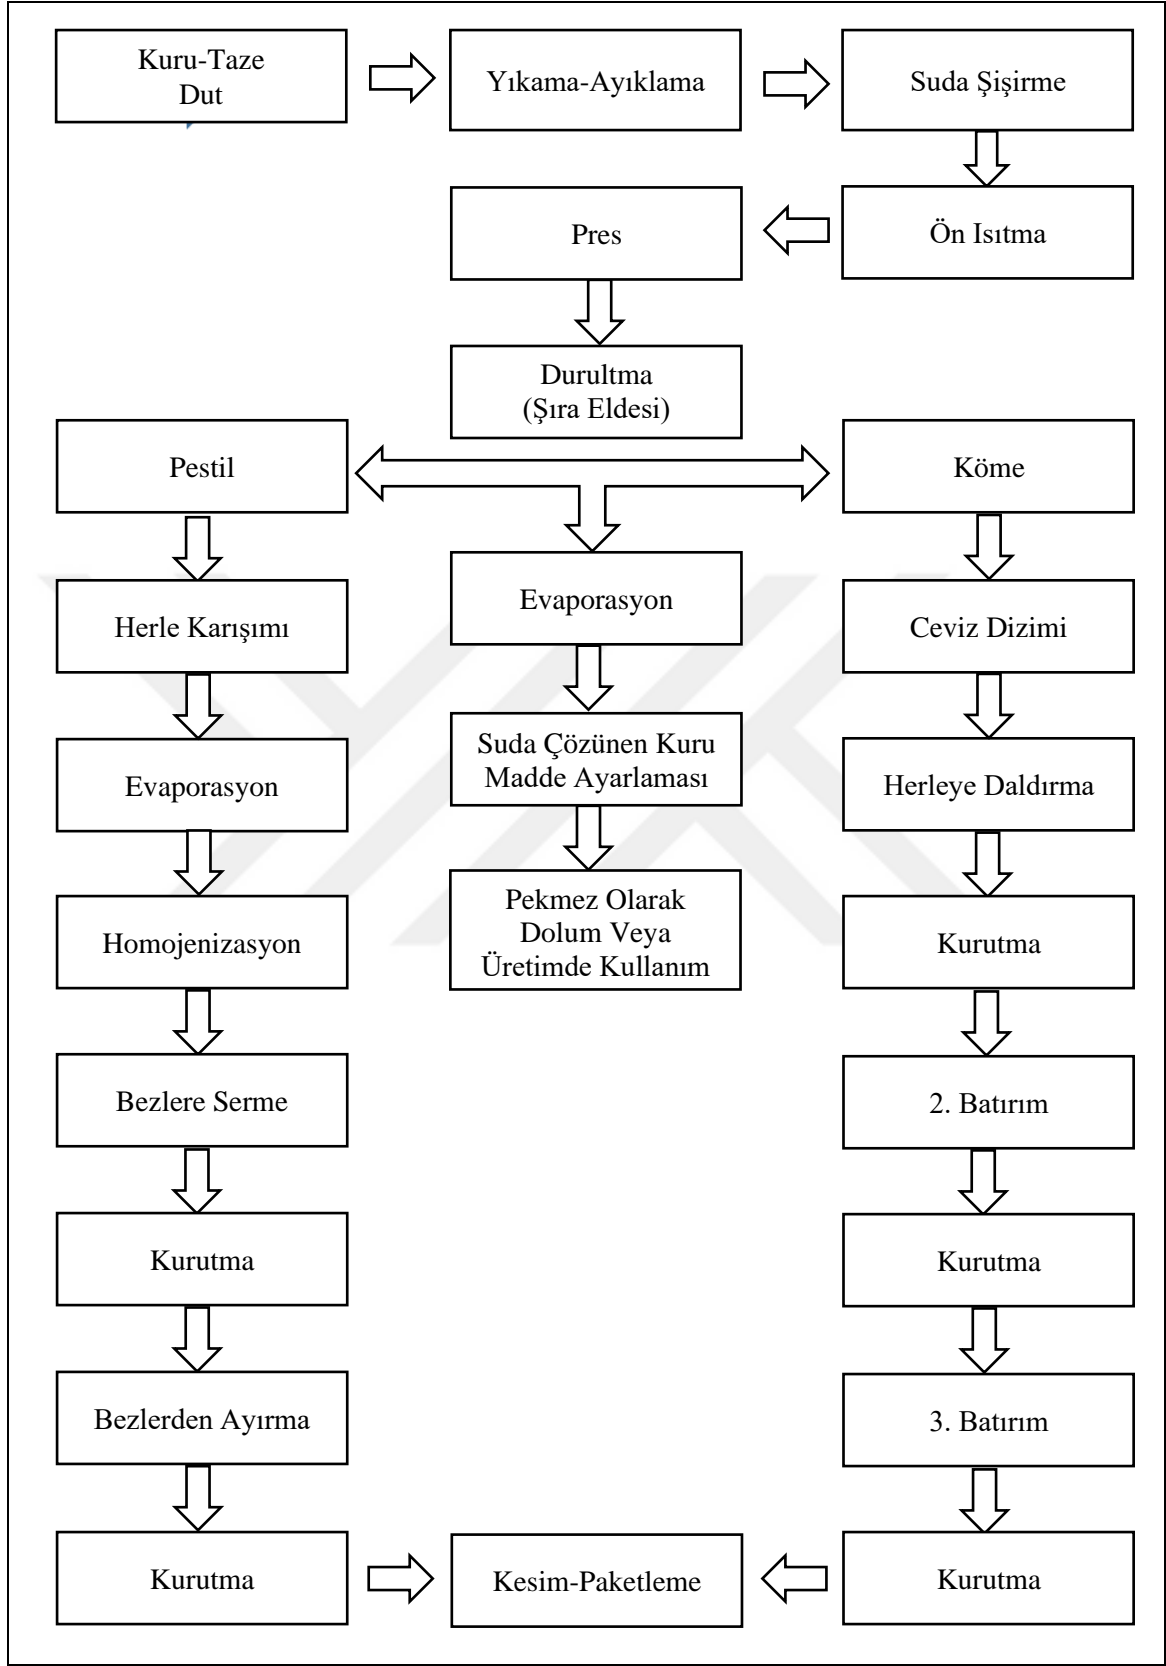 Kuru-Taze
Dut
Yıkama-Ayıklama
Suda Şişirme
Pres
Ön Isıtma
Durultma
(Şıra Eldesi)
Pestil
Köme
Herle Karışımı
Evaporasyon
Ceviz Dizimi
Evaporasyon
Suda Çözünen Kuru
Madde Ayarlaması
Herleye Daldırma
Homojenizasyon
Pekmez Olarak
Dolum Veya
Üretimde Kullanım
Kurutma
Bezlere Serme
2. Batırım
Kurutma
Kurutma
Bezlerden Ayırma
3. Batırım
Kurutma
Kesim-Paketleme
Kurutma